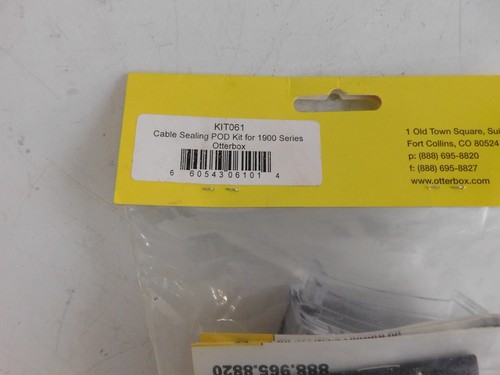 KIT061
Cable Sealing POD Kit for 1900 Series
Otterbox
6 60543 06101 4
1 Old Town Square, Sui
Fort Collins, CO 80524
p: (888) 695-8820
f: (888) 695-8827
www.otterbox.com
888.965.8820